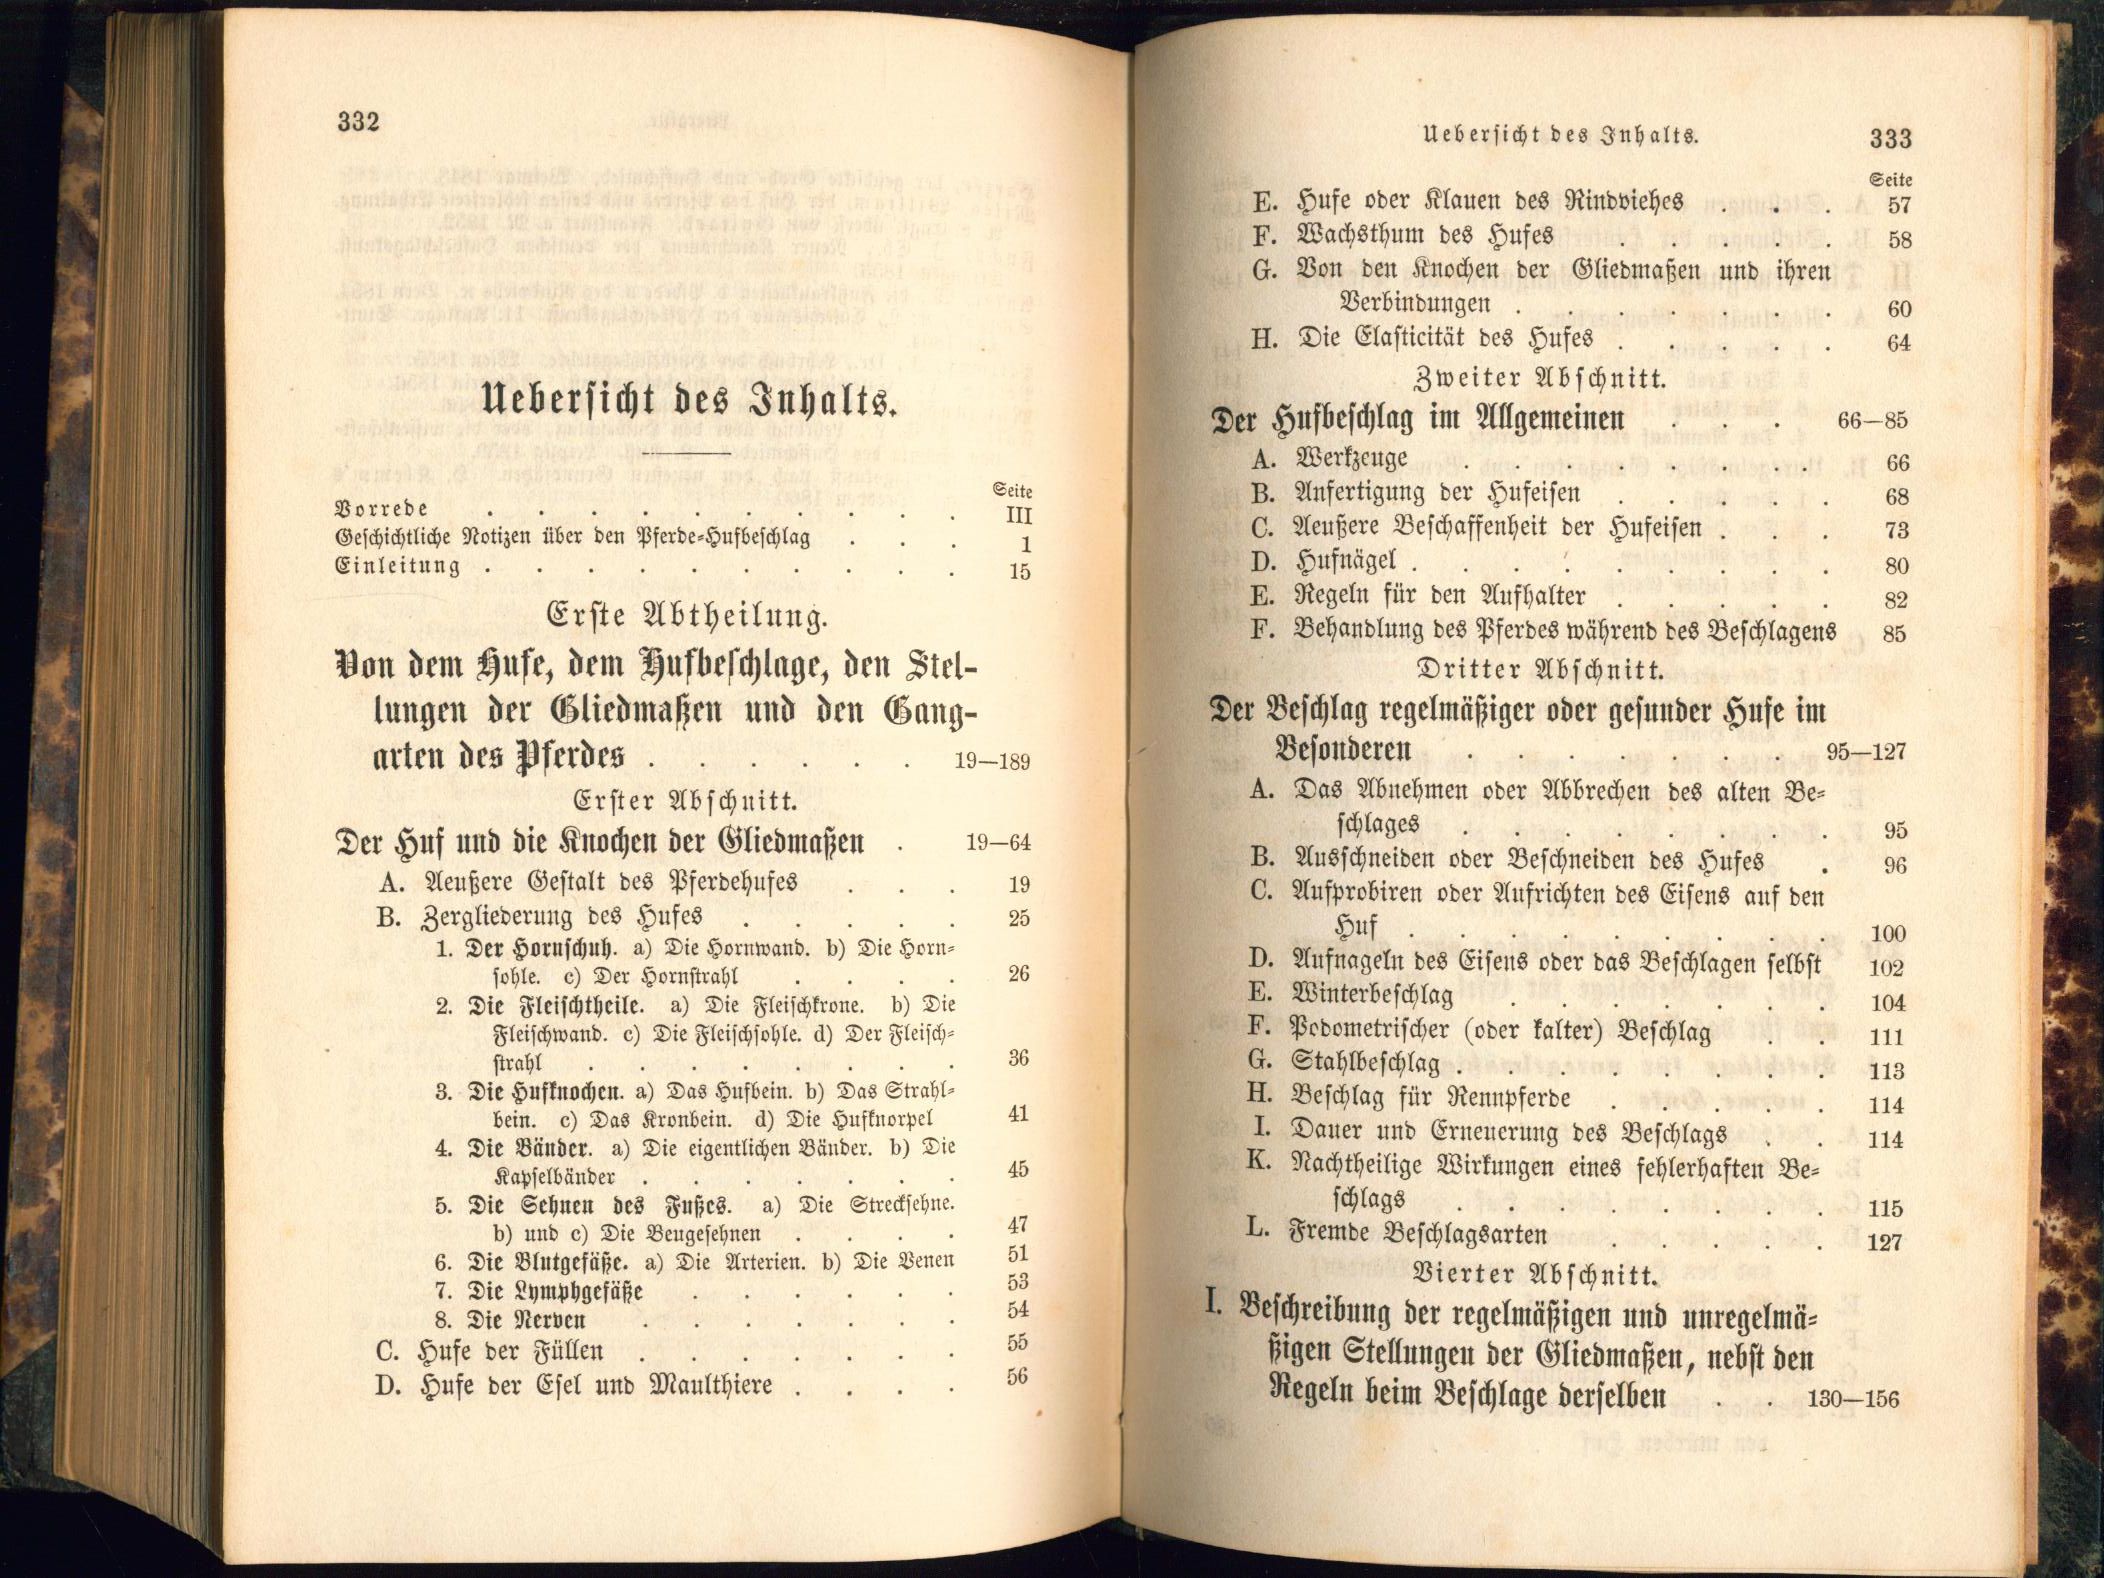 332
Uebersicht des Inhalts.
Seite
Vorrede . . . . . . . . . . III
Geschichtliche Notizen über den Pferde-Hufbeschlag . . . 1
Einleitung . . . . . . . . . . 15
Erste Abtheilung.
Von dem Hufe, dem Hufbeschlage, den Stel-
lungen der Gliedmaßen und den Gang-
arten des Pferdes . . . . . . 19—189
Erster Abschnitt.
Der Huf und die Knochen der Gliedmaßen . 19—64
A. Aeußere Gestalt des Pferdehufes . . . 19
B. Zergliederung des Hufes . . . . . 25
1. Der Hornschuh. a) Die Hornwand. b) Die Horn-
sohle. c) Der Hornstrahl . . . . 26
2. Die Fleischtheile. a) Die Fleischkrone. b) Die
Fleischwand. c) Die Fleischsohle. d) Der Fleisch-
strahl . . . . . . . . 36
3. Die Hufknochen. a) Das Hufbein. b) Das Strahl-
bein. c) Das Kronbein. d) Die Hufknorpel 41
4. Die Bänder. a) Die eigentlichen Bänder. b) Die
Kapselbänder . . . . . . . 45
5. Die Sehnen des Fußes. a) Die Strecksehne.
b) und c) Die Beugesehnen . . . . 47
6. Die Blutgefäße. a) Die Arterien. b) Die Venen 51
7. Die Lymphgefäße . . . . . . 53
8. Die Nerven . . . . . . . 54
C. Hufe der Füllen . . . . . . . 55
D. Hufe der Esel und Maulthiere . . . . 56
Uebersicht des Inhalts. 333
Seite
E. Hufe oder Klauen des Rindviehes . . . 57
F. Wachsthum des Hufes . . . . . 58
G. Von den Knochen der Gliedmaßen und ihren
Verbindungen . . . . . . . 60
H. Die Elasticität des Hufes . . . . . 64
Zweiter Abschnitt.
Der Hufbeschlag im Allgemeinen . . . 66—85
A. Werkzeuge . . . . . . . 66
B. Anfertigung der Hufeisen . . . . . 68
C. Aeußere Beschaffenheit der Hufeisen . . . 73
D. Hufnägel . . . . . . . . . 80
E. Regeln für den Aufhalter . . . . . 82
F. Behandlung des Pferdes während des Beschlagens 85
Dritter Abschnitt.
Der Beschlag regelmäßiger oder gesunder Hufe im
Besonderen . . . . . . . 95—127
A. Das Abnehmen oder Abbrechen des alten Be-
schlages . . . . . . . . 95
B. Ausschneiden oder Beschneiden des Hufes . 96
C. Aufprobiren oder Aufrichten des Eisens auf den
Huf . . . . . . . . . 100
D. Aufnageln des Eisens oder das Beschlagen selbst 102
E. Winterbeschlag . . . . . . . 104
F. Podometrischer (oder kalter) Beschlag . . 111
G. Stahlbeschlag . . . . . . . . 113
H. Beschlag für Rennpferde . . . . . 114
I. Dauer und Erneuerung des Beschlags . . 114
K. Nachtheilige Wirkungen eines fehlerhaften Be-
schlags . . . . . . . . 115
L. Fremde Beschlagsarten . . . . . 127
Vierter Abschnitt.
I. Beschreibung der regelmäßigen und unregelmä-
ßigen Stellungen der Gliedmaßen, nebst den
Regeln beim Beschlage derselben . . 130—156